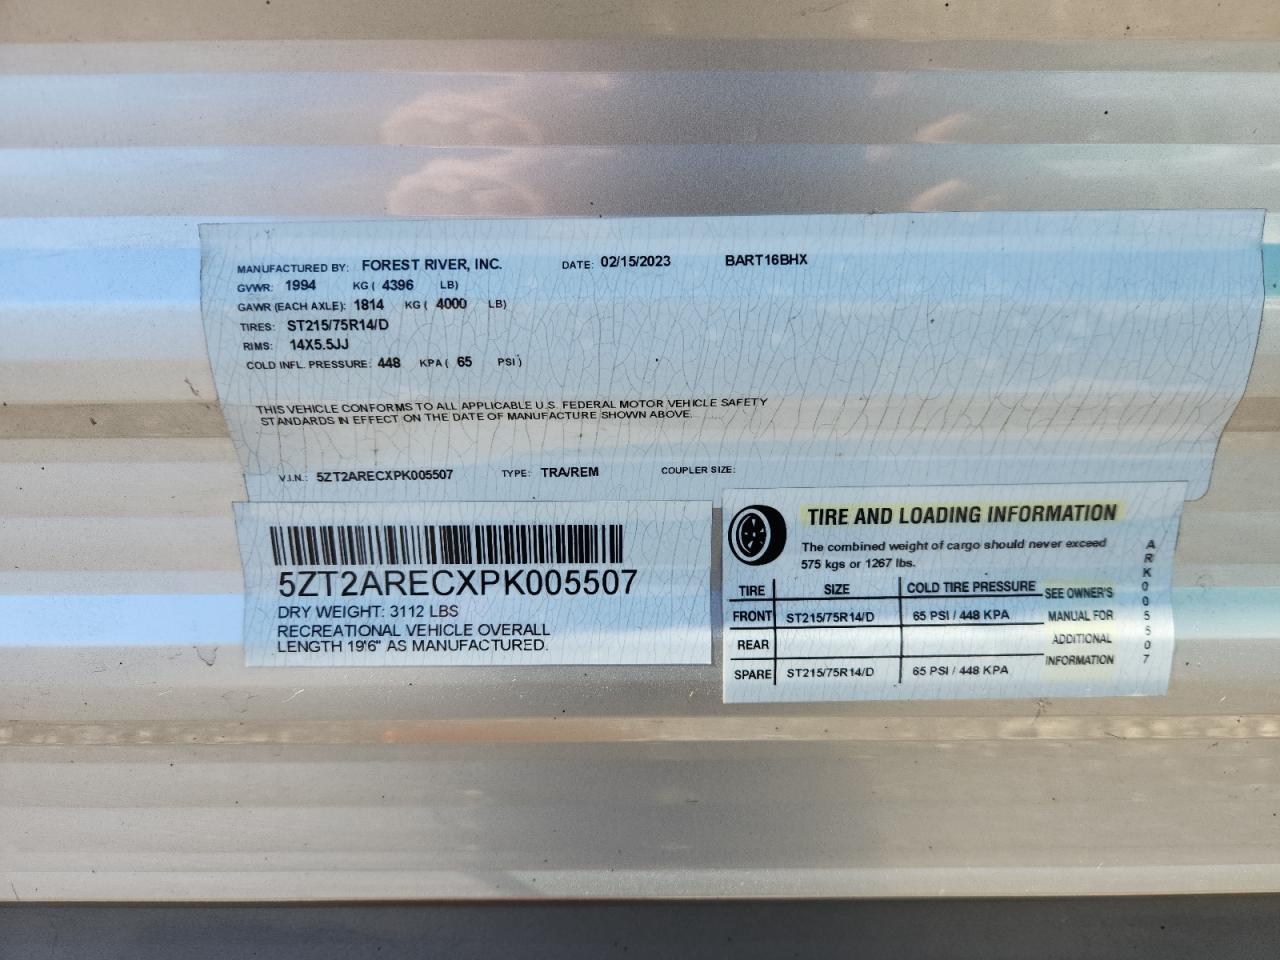 MANUFACTURED BY: FOREST RIVER, INC. DATE: 02/15/2023 BART16BHX
GVWR: 1994 KG ( 4396 LB)
GAWR (EACH AXLE): 1814 KG ( 4000 LB)
TIRES: ST215/75R14/D
RIMS: 14X5.5JJ
COLD INFL. PRESSURE: 448 KPA ( 65 PSI )
THIS VEHICLE CONFORMS TO ALL APPLICABLE U.S. FEDERAL MOTOR VEHICLE SAFETY
STANDARDS IN EFFECT ON THE DATE OF MANUFACTURE SHOWN ABOVE.
V.I.N.: 5ZT2ARECXPK005507 TYPE: TRA/REM COUPLER SIZE:
5ZT2ARECXPK005507
DRY WEIGHT: 3112 LBS
RECREATIONAL VEHICLE OVERALL
LENGTH 19'6" AS MANUFACTURED.
TIRE AND LOADING INFORMATION
The combined weight of cargo should never exceed
575 kgs or 1267 lbs.
TIRE SIZE COLD TIRE PRESSURE SEE OWNER'S
FRONT ST215/75R14/D 65 PSI / 448 KPA MANUAL FOR
REAR ADDITIONAL
SPARE ST215/75R14/D 65 PSI / 448 KPA INFORMATION
ARK005507